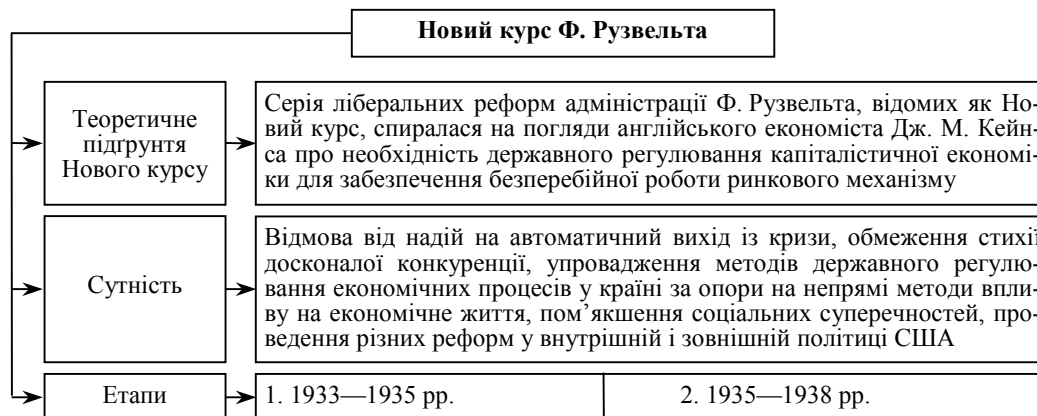 Новий курс Ф. Рузвельта
Теоретичне
підґрунтя
Нового курсу
Серія ліберальних реформ адміністрації Ф. Рузвельта, відомих як Но-
вий курс, спиралася на погляди англійського економіста Дж. М. Кейн-
са про необхідність державного регулювання капіталістичної економі-
ки для забезпечення безперебійної роботи ринкового механізму
Сутність
Відмова від надій на автоматичний вихід із кризи, обмеження стихії
досконалої конкуренції, упровадження методів державного регулю-
вання економічних процесів у країні за опори на непрямі методи впли-
ву на економічне життя, пом’якшення соціальних суперечностей, про-
ведення різних реформ у внутрішній і зовнішній політиці США
Етапи
1. 1933—1935 рр.
2. 1935—1938 рр.